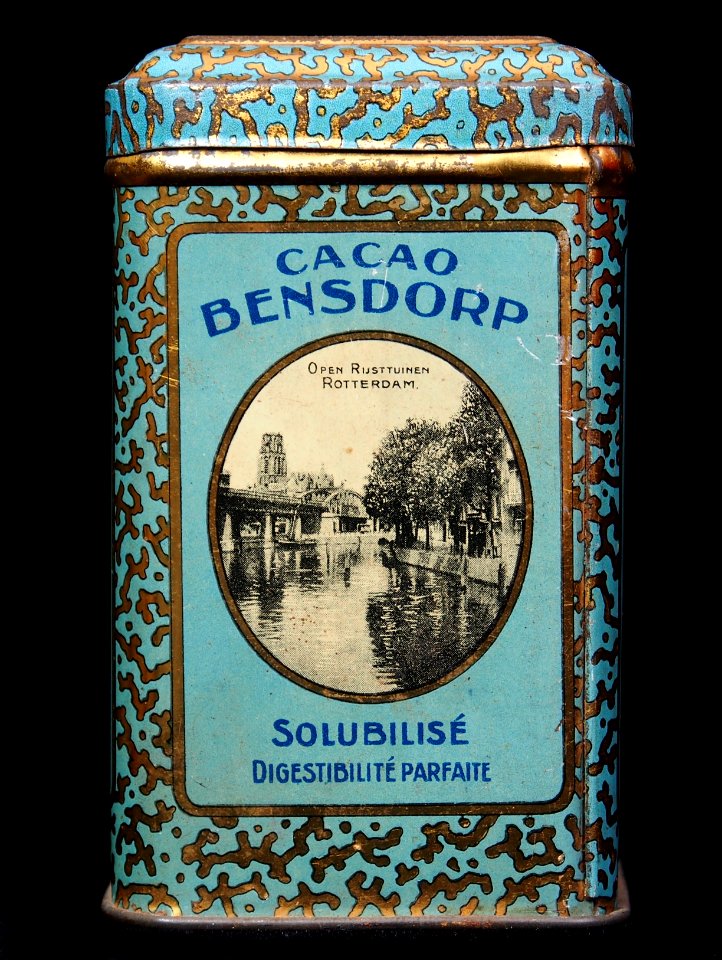 CACAO
BENSDORP
OPEN RIJSTTUINEN
ROTTERDAM.
SOLUBILISÉ
DIGESTIBILITÉ PARFAITE